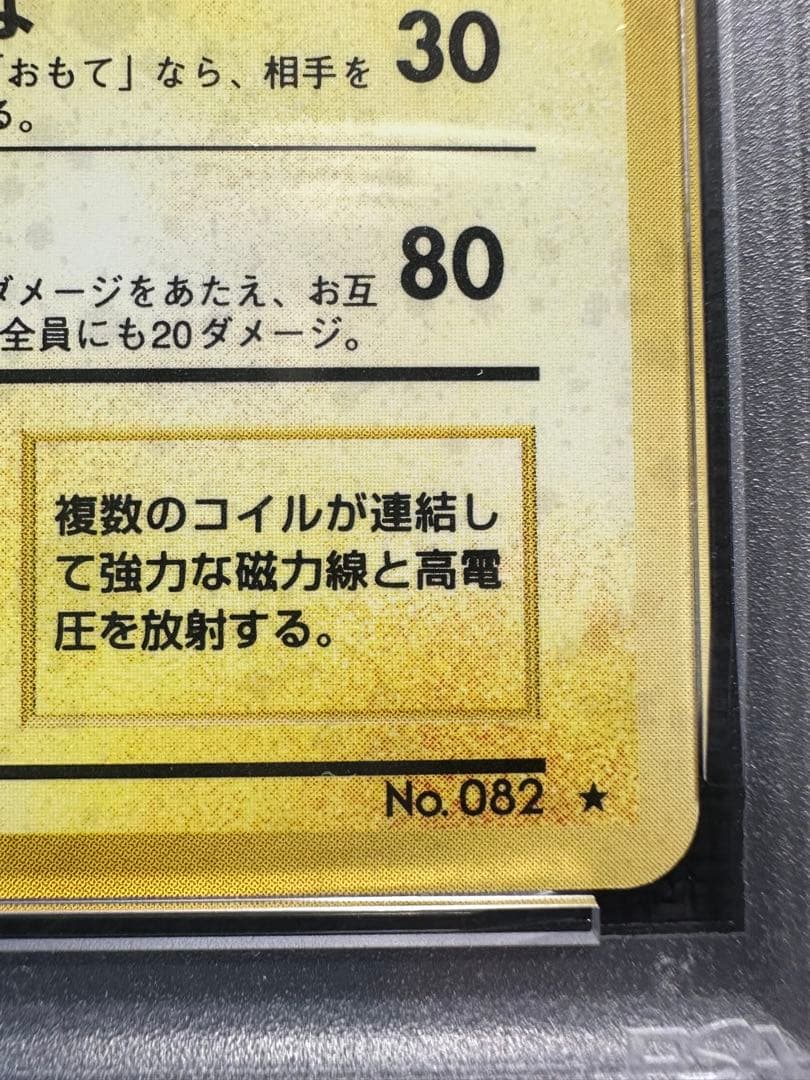 「おもて」なら、相手を
30
る。
80
ダメージをあたえ、お互
全員にも20ダメージ。
複数のコイルが連結し
て強力な磁力線と高電
圧を放射する。
No. 082 ★